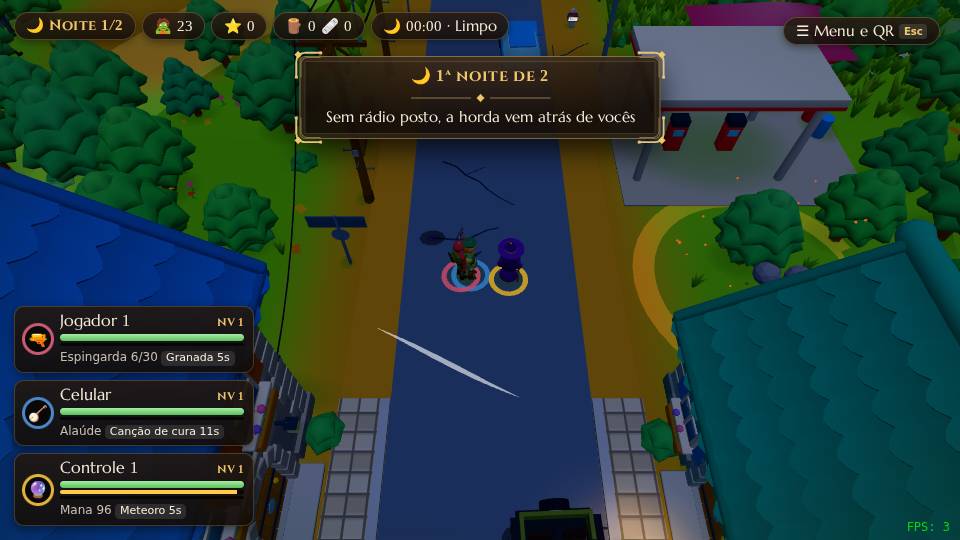 NOITE 1/2
23
0
0 0
00:00 · Limpo
☰ Menu e QR Esc
1ª NOITE DE 2
Sem rádio posto, a horda vem atrás de vocês
Jogador 1 NV 1
Espingarda 6/30 Granada 5s
Celular NV 1
Alaúde Canção de cura 11s
Controle 1 NV 1
Mana 96 Meteoro 5s
FPS: 3